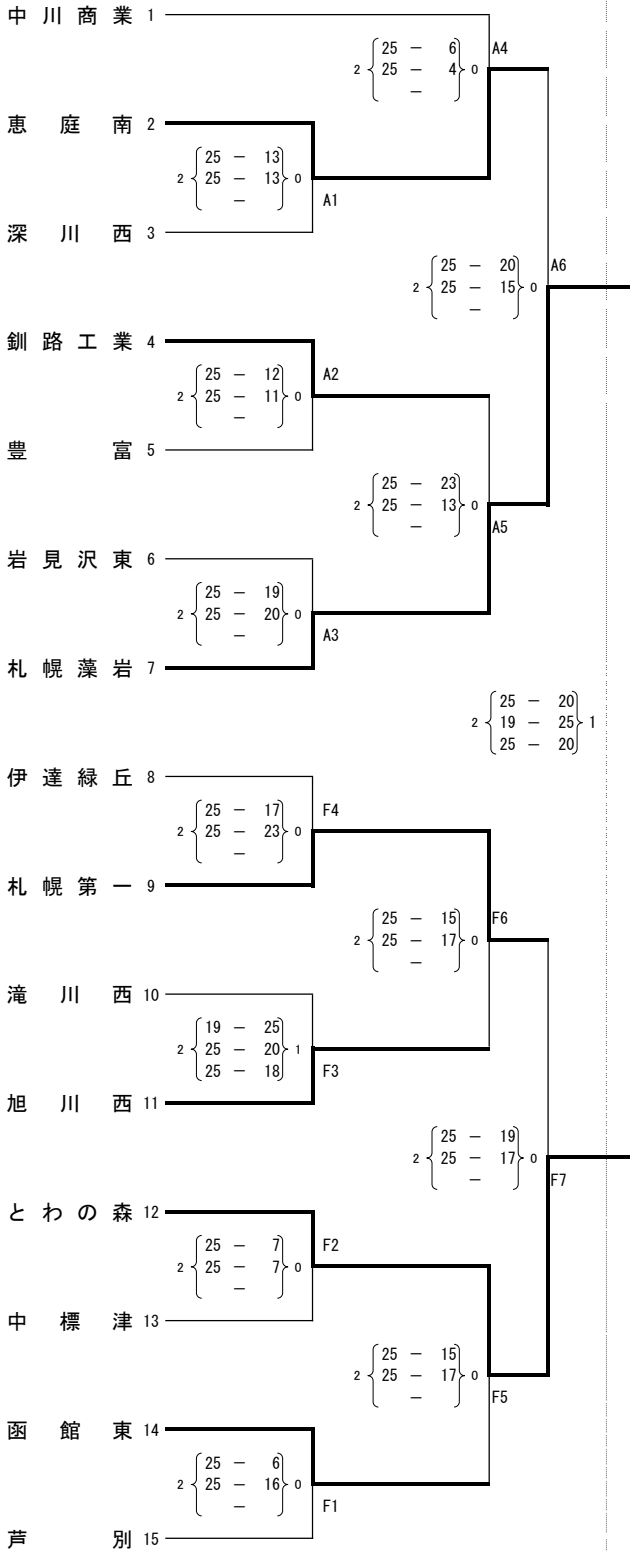 中川商業 1
25 － 6 A4
2 25 － 4 0
－
恵庭南 2
25 － 13
2 25 － 13 0
－ A1
深川西 3
25 － 20 A6
2 25 － 15 0
－
釧路工業 4
25 － 12 A2
2 25 － 11 0
－
豊富 5
25 － 23
2 25 － 13 0
－ A5
岩見沢東 6
25 － 19
2 25 － 20 0
－ A3
札幌藻岩 7
25 － 20
2 19 － 25 1
25 － 20
伊達緑丘 8
25 － 17 F4
2 25 － 23 0
－
札幌第一 9
25 － 15 F6
2 25 － 17 0
－
滝川西 10
19 － 25
2 25 － 20 1
25 － 18 F3
旭川西 11
25 － 19
2 25 － 17 0
－ F7
とわの森 12
25 － 7 F2
2 25 － 7 0
－
中標津 13
25 － 15
2 25 － 17 0
－ F5
函館東 14
25 － 6
2 25 － 16 0
－ F1
芦別 15